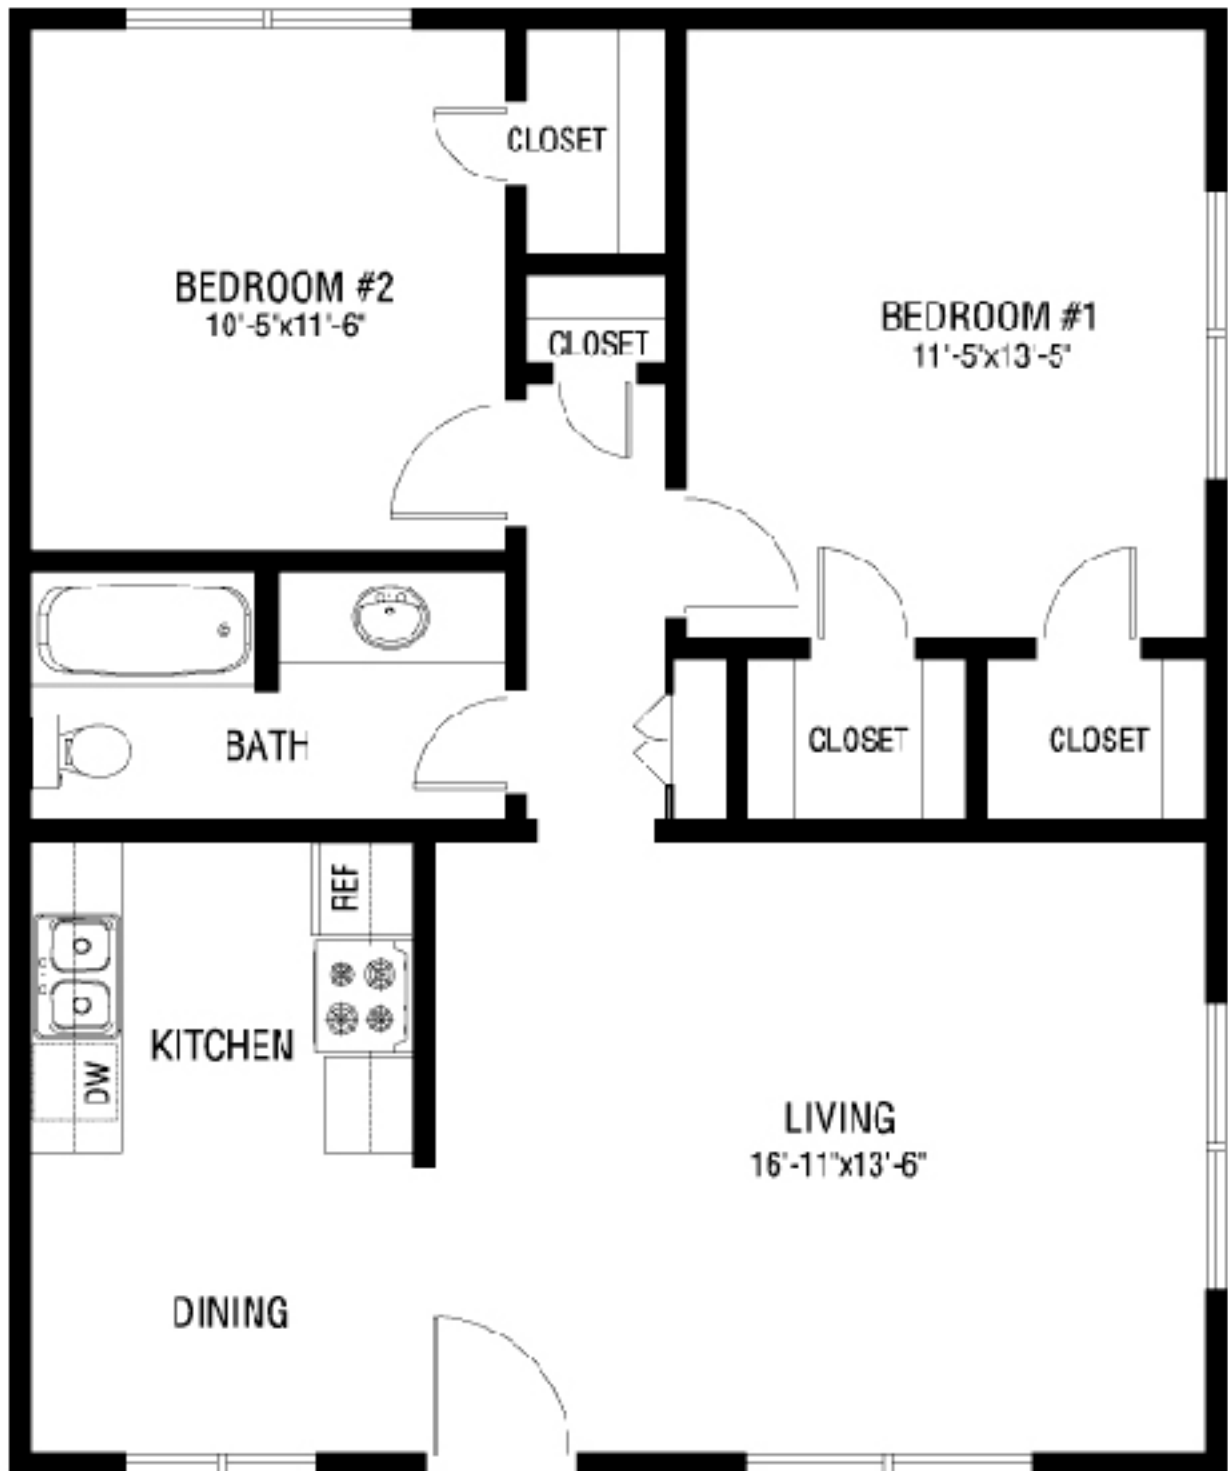 CLOSET
BEDROOM #2
10'-5"x11'-6"
CLOSET
BEDROOM #1
11'-5"x13'-5"
BATH
CLOSET
CLOSET
REF
KITCHEN
DW
LIVING
16'-11"x13'-6"
DINING